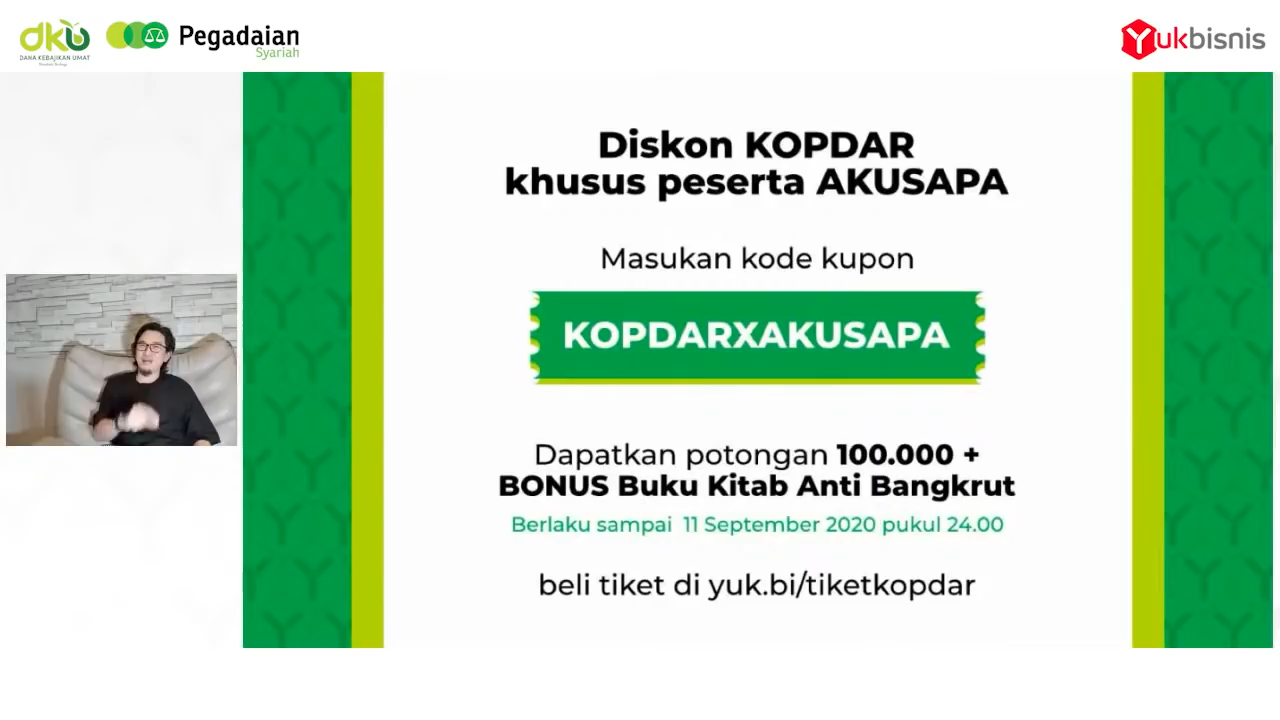 dku
DANA KEBAJIKAN UMAT
Pegadaian
Syariah
Yukbisnis
Diskon KOPDAR
khusus peserta AKUSAPA
Masukan kode kupon
KOPDARXAKUSAPA
Dapatkan potongan 100.000 +
BONUS Buku Kitab Anti Bangkrut
Berlaku sampai 11 September 2020 pukul 24.00
beli tiket di yuk.bi/tiketkopdar